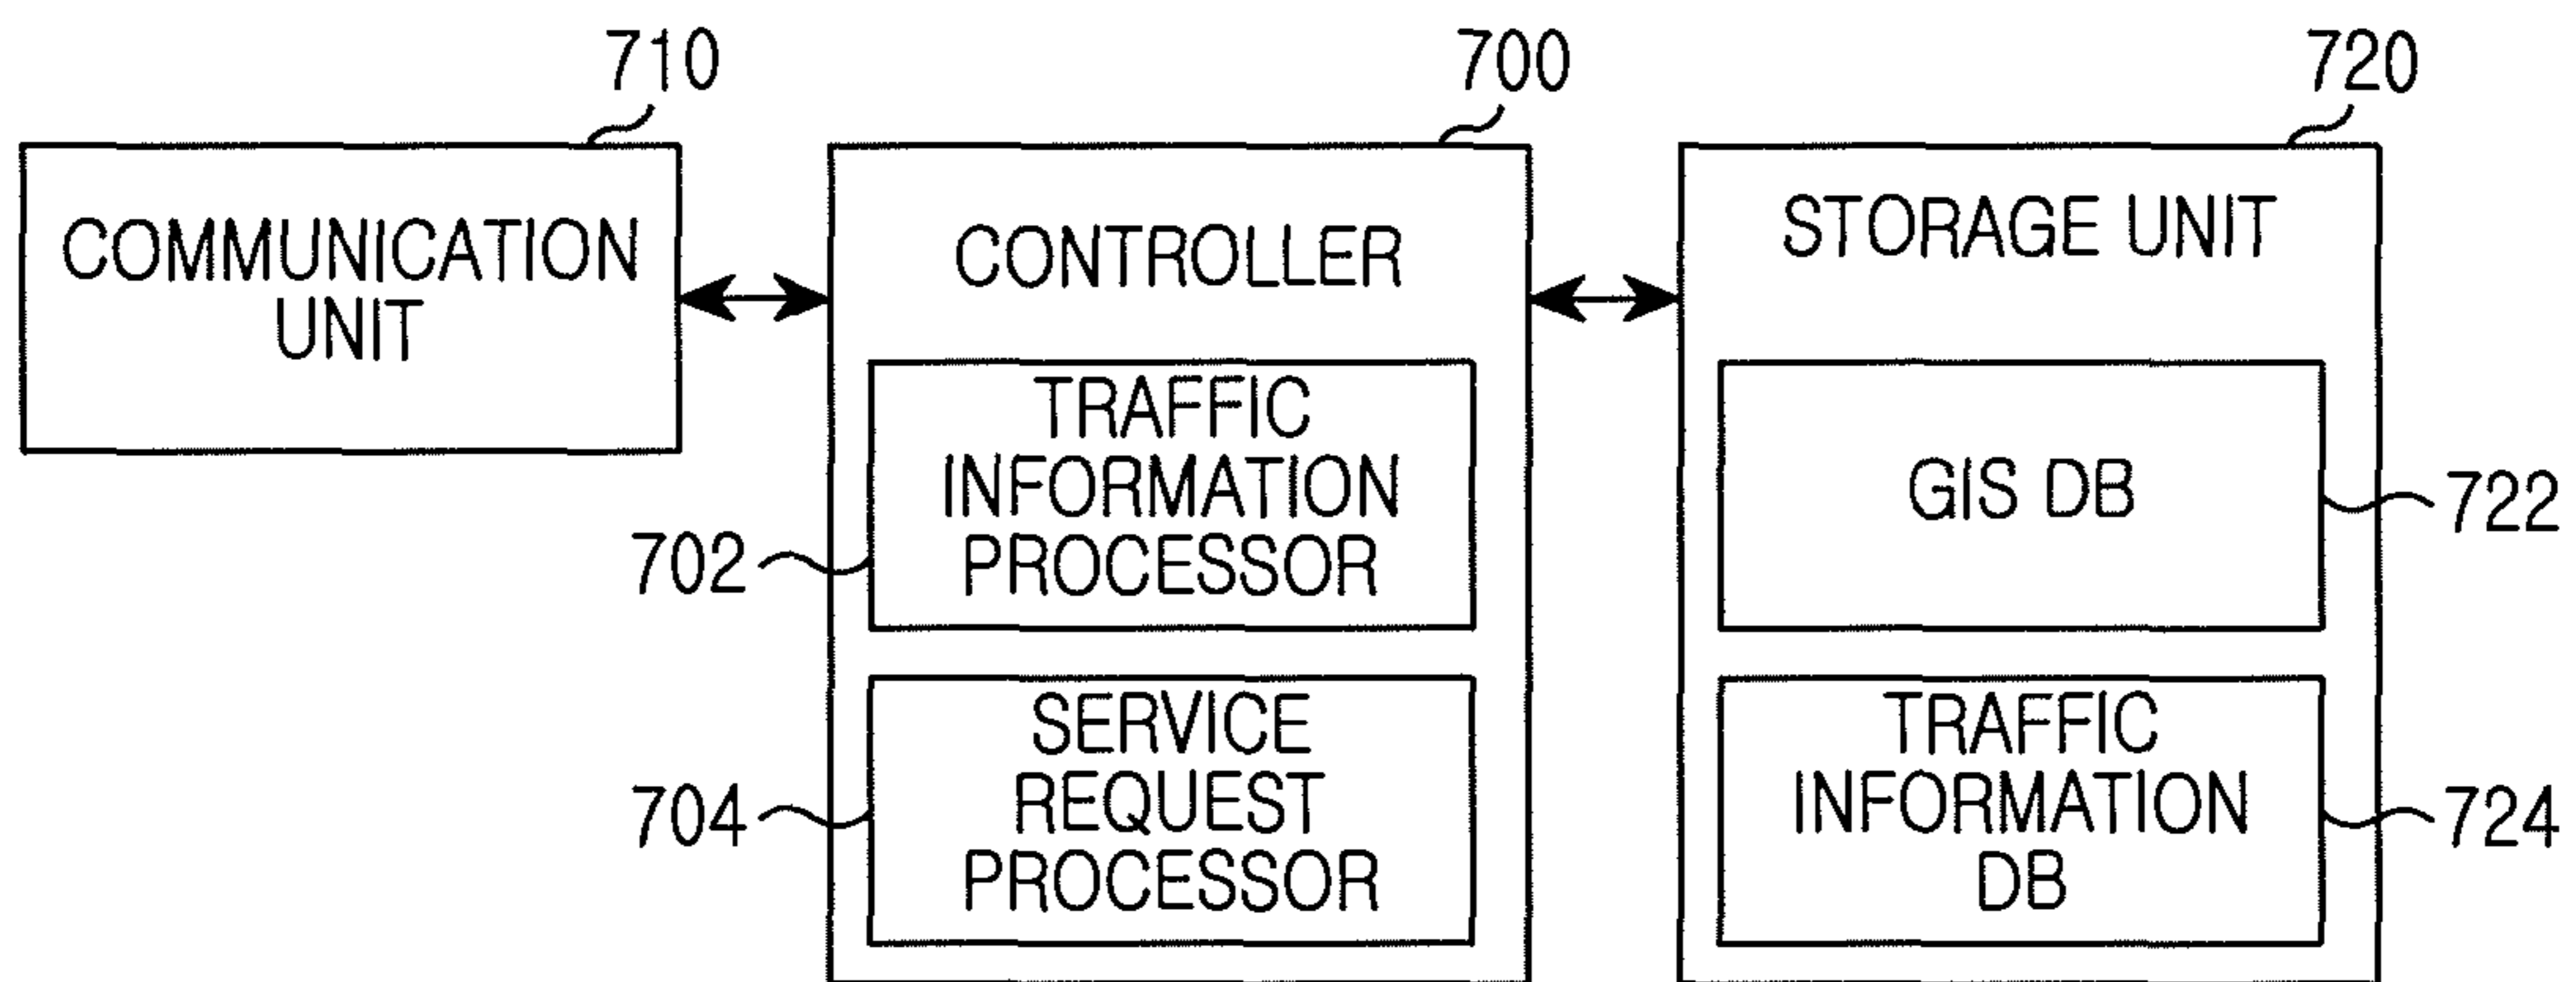 710
700
720
COMMUNICATION
UNIT
CONTROLLER
STORAGE UNIT
TRAFFIC
INFORMATION
PROCESSOR
702
GIS DB
722
SERVICE
REQUEST
PROCESSOR
704
TRAFFIC
INFORMATION
DB
724